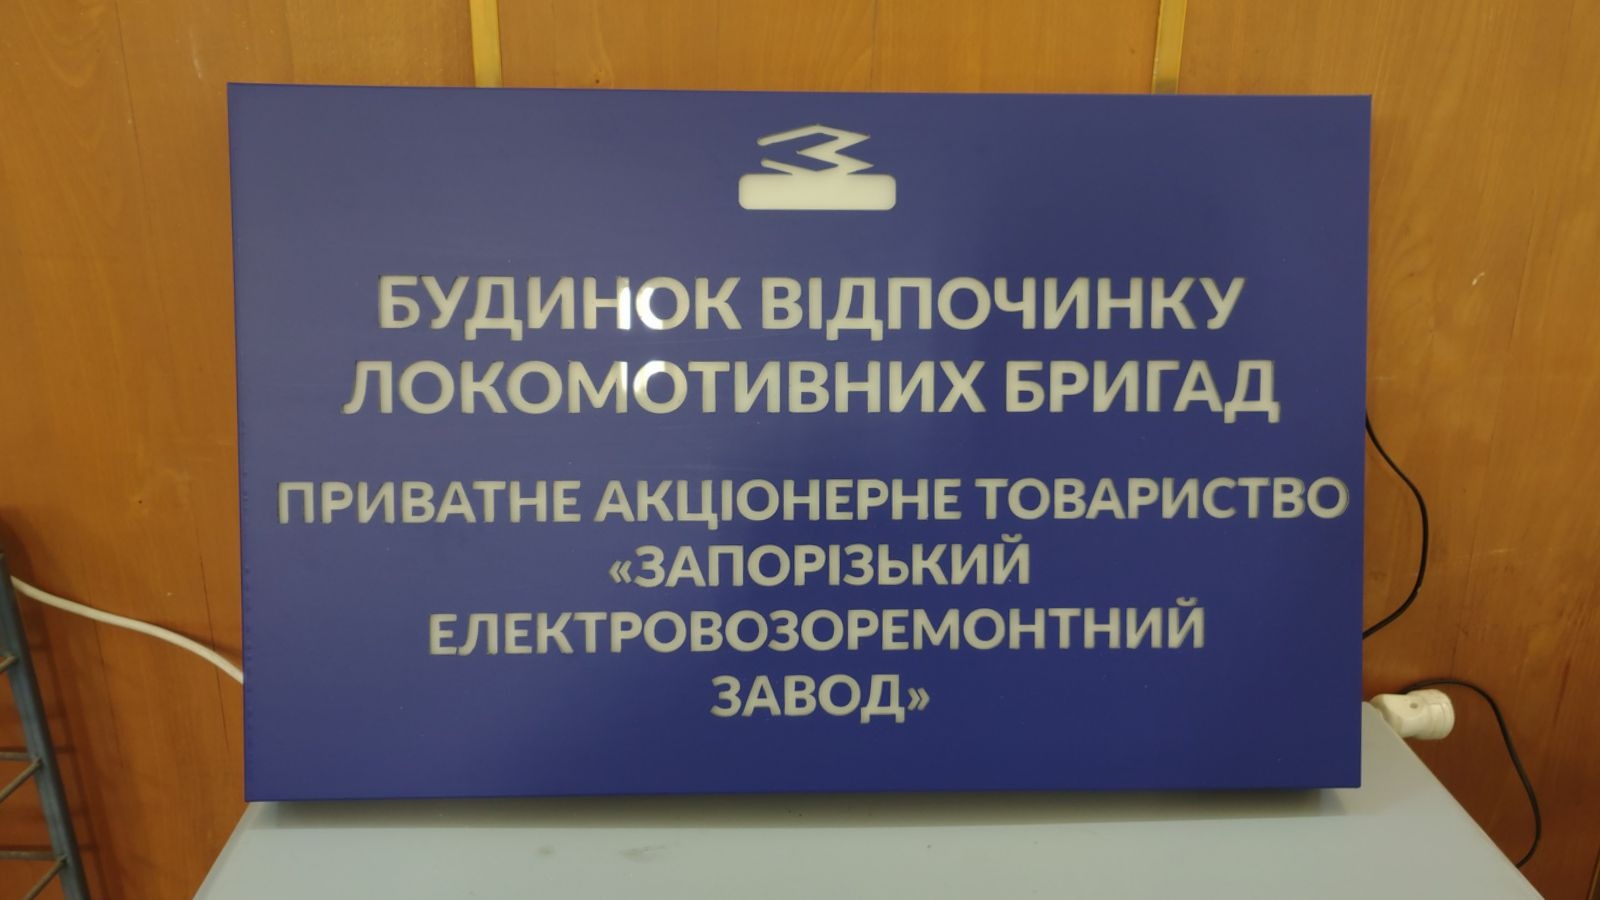 БУДИНОК ВІДПОЧИНКУ
ЛОКОМОТИВНИХ БРИГАД
ПРИВАТНЕ АКЦІОНЕРНЕ ТОВАРИСТВО
«ЗАПОРІЗЬКИЙ
ЕЛЕКТРОВОЗОРЕМОНТНИЙ
ЗАВОД»